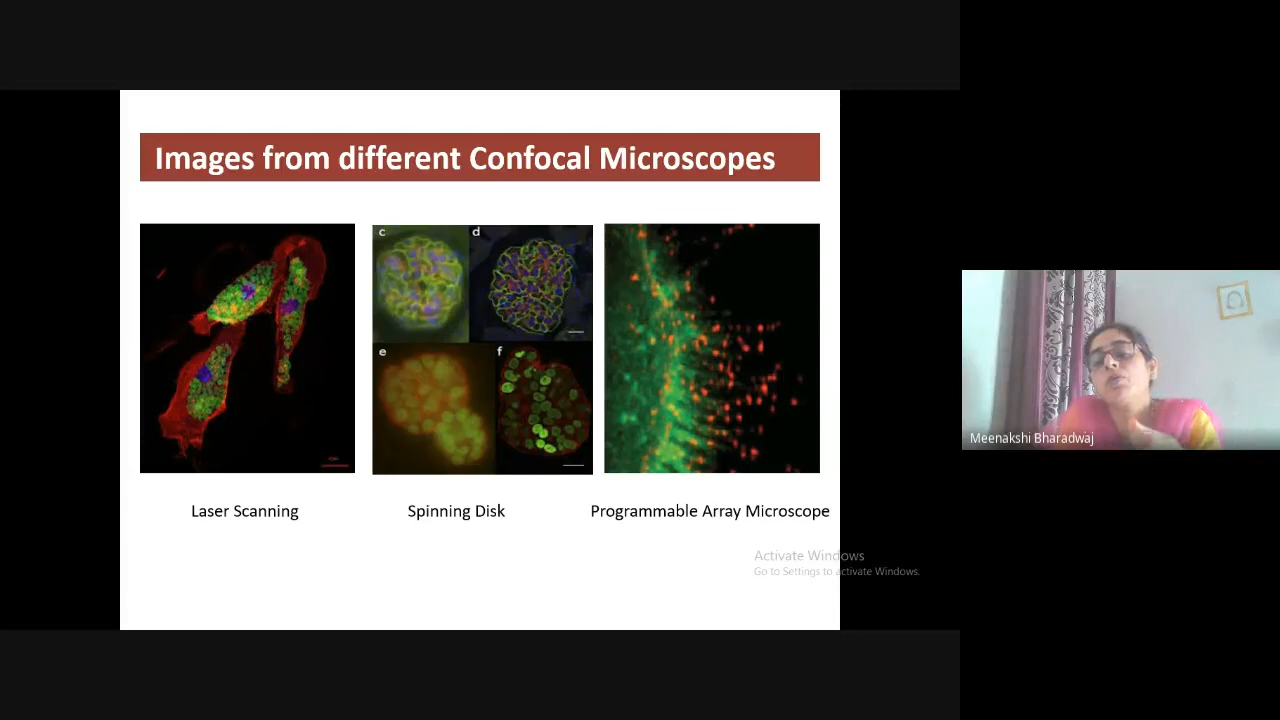 Images from different Confocal Microscopes
c
d
e
f
Laser Scanning
Spinning Disk
Programmable Array Microscope
Activate Windows
Go to Settings to activate Windows.
Meenakshi Bharadwaj